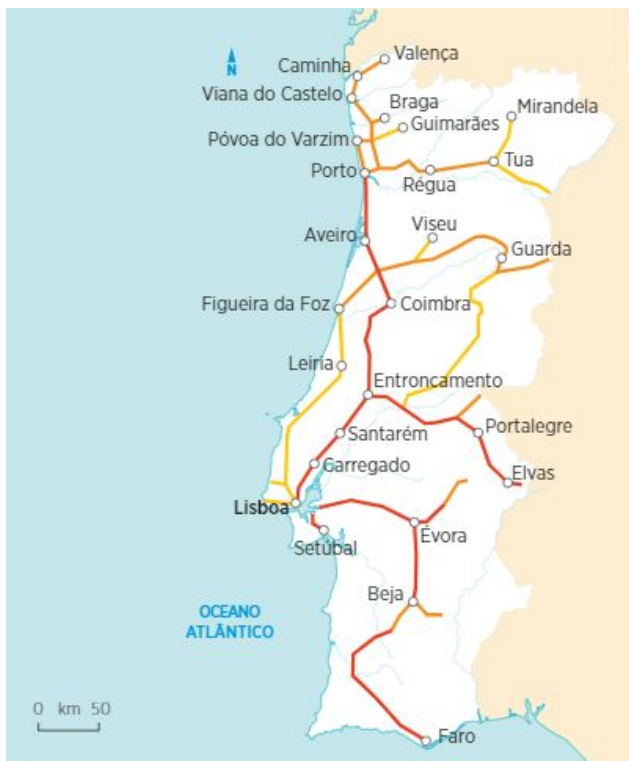 Valença
Caminha
N
Viana do Castelo
Braga
Mirandela
Guimarães
Póvoa do Varzim
Porto
Tua
Régua
Viseu
Aveiro
Guarda
Figueira da Foz
Coimbra
Leiria
Entroncamento
Santarém
Portalegre
Carregado
Elvas
Lisboa
Évora
Setúbal
Beja
OCEANO
ATLÂNTICO
0 km 50
Faro